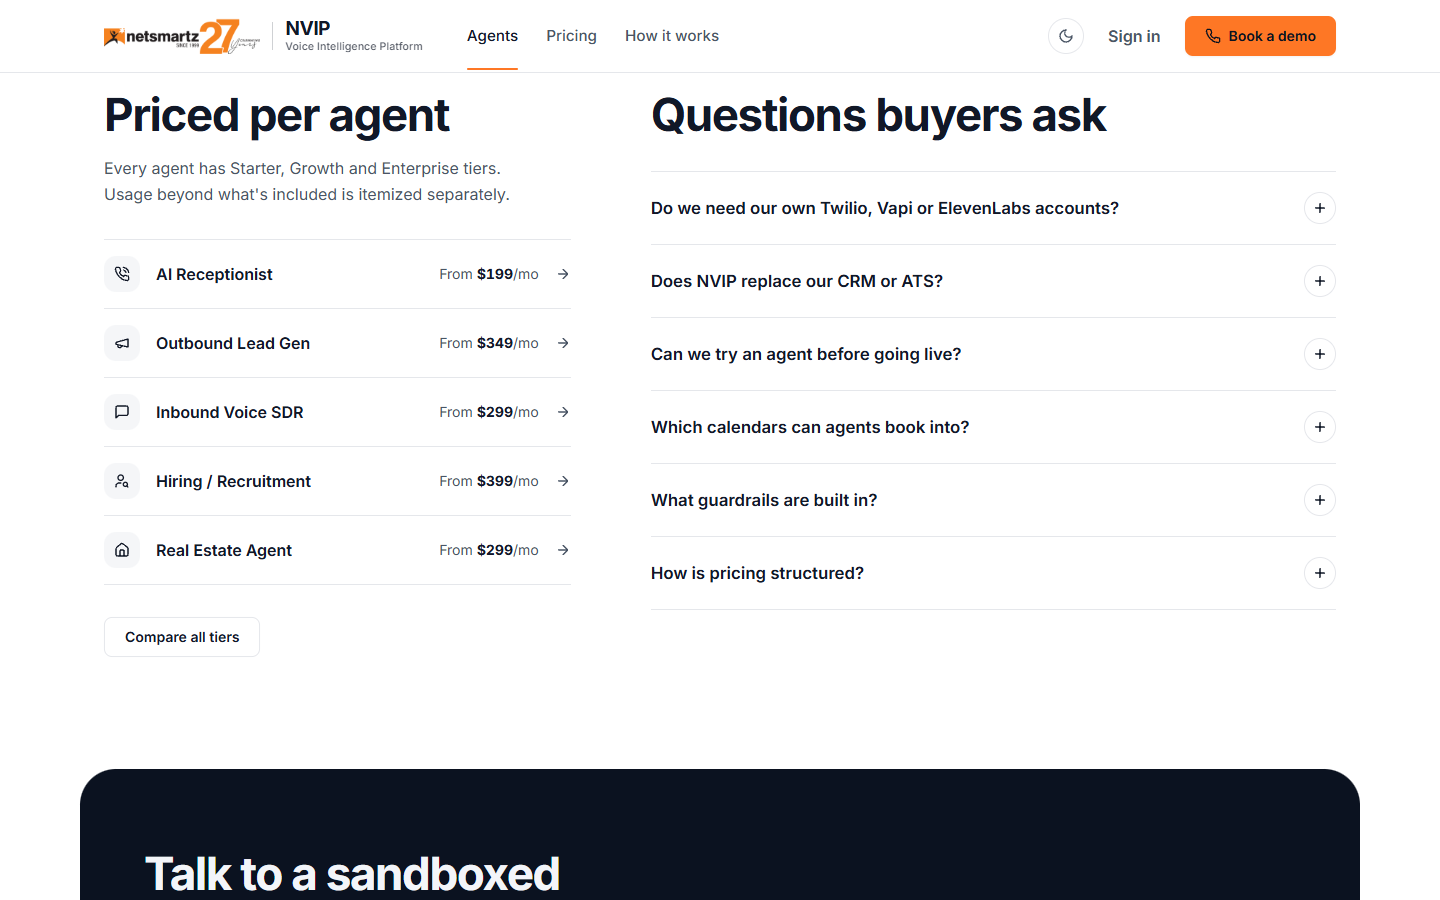 netsmartz
SINCE 1999
27
Years
NVIP
Voice Intelligence Platform
Agents
Pricing
How it works
Sign in
Book a demo
Priced per agent
Every agent has Starter, Growth and Enterprise tiers.
Usage beyond what's included is itemized separately.
AI Receptionist
From $199/mo
Outbound Lead Gen
From $349/mo
Inbound Voice SDR
From $299/mo
Hiring / Recruitment
From $399/mo
Real Estate Agent
From $299/mo
Compare all tiers
Questions buyers ask
Do we need our own Twilio, Vapi or ElevenLabs accounts?
Does NVIP replace our CRM or ATS?
Can we try an agent before going live?
Which calendars can agents book into?
What guardrails are built in?
How is pricing structured?
Talk to a sandboxed